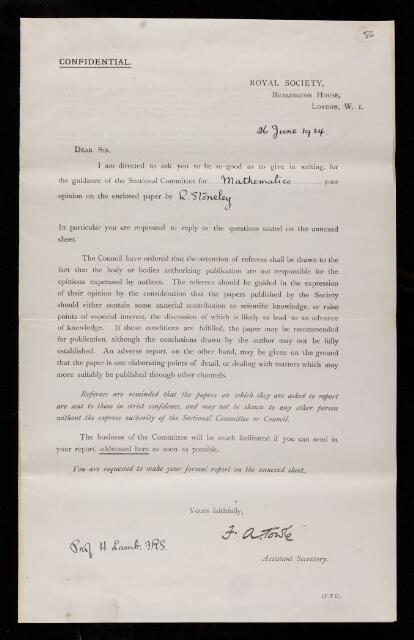 56
CONFIDENTIAL.
ROYAL SOCIETY,
BURLINGTON HOUSE,
LONDON, W. 1.
26 June 1924.
DEAR SIR,
I am directed to ask you to be so good as to give in writing, for
the guidance of the Sectional Committee for Mathematics your
opinion on the enclosed paper by R. Stoneley
In particular you are requested to reply to the questions stated on the annexed
sheet.
The Council have ordered that the attention of referees shall be drawn to the
fact that the body or bodies authorizing publication are not responsible for the
opinions expressed by authors. The referees should be guided in the expression
of their opinion by the consideration that the papers published by the Society
should either contain some material contribution to scientific knowledge, or raise
points of especial interest, the discussion of which is likely to lead to an advance
of knowledge. If these conditions are fulfilled, the paper may be recommended
for publication, although the conclusions drawn by the author may not be fully
established. An adverse report, on the other hand, may be given on the ground
that the paper is one elaborating points of detail, or dealing with matters which may
more suitably be published through other channels.
Referees are reminded that the papers on which they are asked to report
are sent to them in strict confidence, and may not be shown to any other person
without the express authority of the Sectional Committee or Council.
The business of the Committee will be much facilitated if you can send in
your report, addressed here as soon as possible.
You are requested to make your formal report on the annexed sheet.
Yours faithfully,
F. A. Towle
Prof H Lamb, F.R.S.
Assistant Secretary.
[P.T.O.